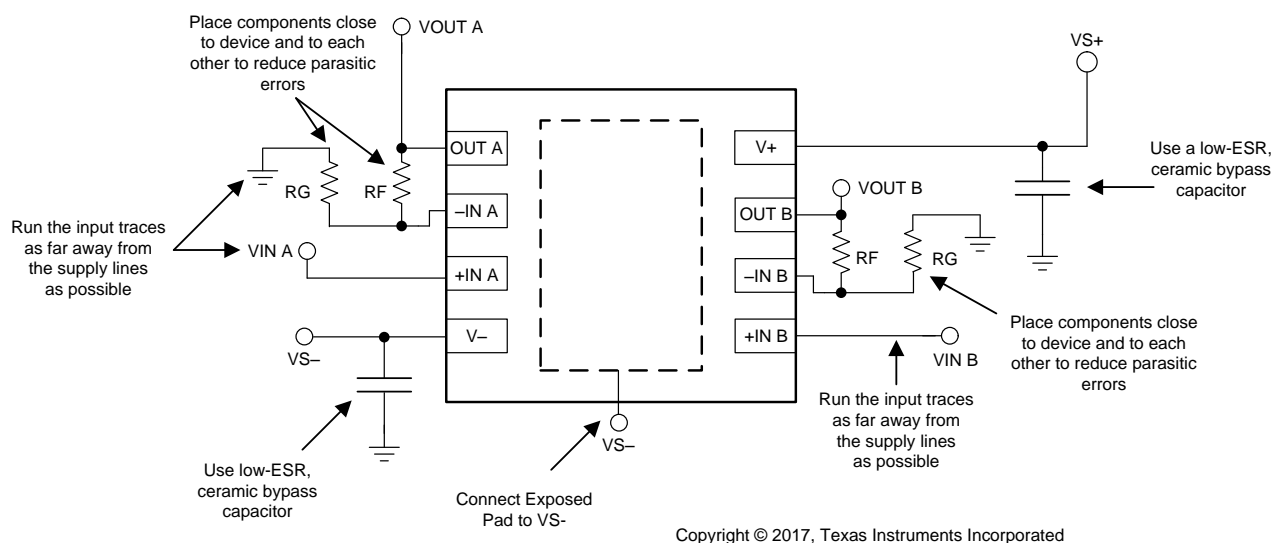 Place components close
to device and to each
other to reduce parasitic
errors
VOUT A
VS+
OUT A
V+
Use a low-ESR,
ceramic bypass
capacitor
RG
RF
–IN A
VOUT B
OUT B
Run the input traces
as far away from
the supply lines
as possible
VIN A
+IN A
RF
RG
–IN B
VS–
V–
+IN B
VIN B
Place components close
to device and to each
other to reduce parasitic
errors
Run the input traces
as far away from
the supply lines
as possible
VS–
Use low-ESR,
ceramic bypass
capacitor
Connect Exposed
Pad to VS-
Copyright © 2017, Texas Instruments Incorporated